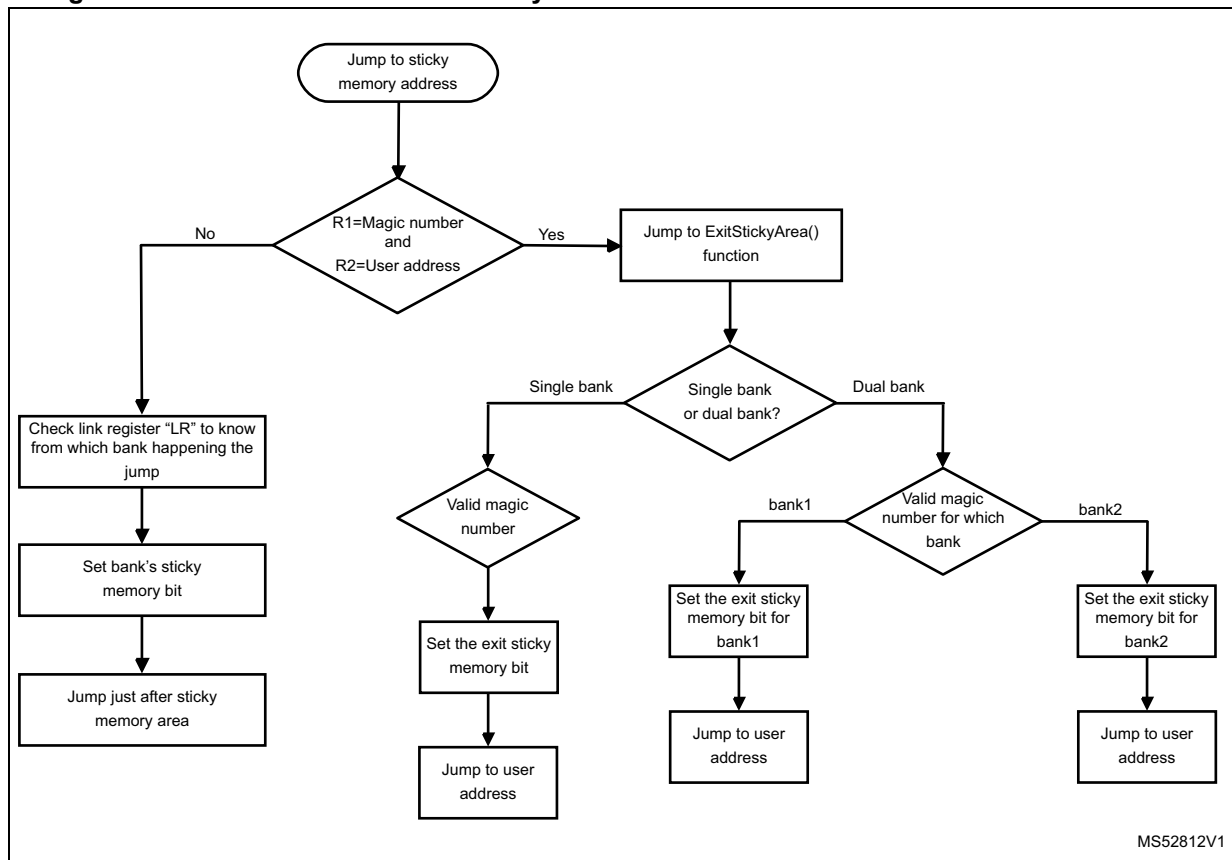 Jump to sticky
memory address
R1=Magic number
and
R2=User address
No
Yes
Jump to ExitStickyArea()
function
Single bank
or dual bank?
Single bank
Dual bank
Check link register “LR” to know
from which bank happening the
jump
Set bank’s sticky
memory bit
Jump just after sticky
memory area
Valid magic
number
Set the exit sticky
memory bit
Jump to user
address
Valid magic
number for which
bank
bank1
bank2
Set the exit sticky
memory bit for
bank1
Jump to user
address
Set the exit sticky
memory bit for
bank2
Jump to user
address
MS52812V1